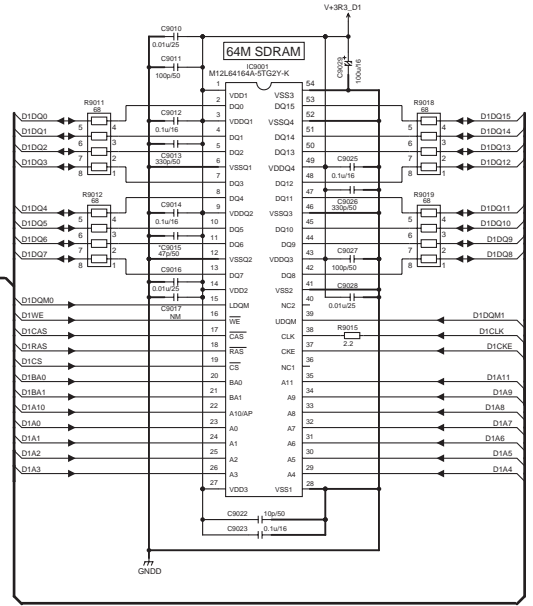 V+3R3_D1
C9010
0.01u/25
C9011
100p/50
64M SDRAM
IC9001
M12L64164A-5TG2Y-K
C9029
100u/16
+
1 VDD1 VSS3 54
2 DQ0 DQ15 53
3 VDDQ1 VSSQ4 52
4 DQ1 DQ14 51
5 DQ2 DQ13 50
6 VSSQ1 VDDQ4 49
7 DQ3 DQ12 48
8 DQ4 DQ11 47
9 VDDQ2 VSSQ3 46
10 DQ5 DQ10 45
11 DQ6 DQ9 44
12 VSSQ2 VDDQ3 43
13 DQ7 DQ8 42
14 VDD2 VSS2 41
15 LDQM NC2 40
16 WE UDQM 39
17 CAS CLK 38
18 RAS CKE 37
19 CS NC1 36
20 BA0 A11 35
21 BA1 A9 34
22 A10/AP A8 33
23 A0 A7 32
24 A1 A6 31
25 A2 A5 30
26 A3 A4 29
27 VDD3 VSS1 28
R9011
68
D1DQ0
D1DQ1 5 4
D1DQ2 6 3
D1DQ3 7 2
8 1
R9012
68
D1DQ4
D1DQ5 5 4
D1DQ6 6 3
D1DQ7 7 2
8 1
C9012
0.1u/16
C9013
330p/50
C9014
0.1u/16
*C9015
47p/50
C9016
0.01u/25
C9017
NM
R9018
68
D1DQ15
5 4 D1DQ14
6 3 D1DQ13
7 2 D1DQ12
8 1
R9019
68
D1DQ11
5 4 D1DQ10
6 3 D1DQ9
7 2 D1DQ8
8 1
C9025
0.1u/16
C9026
330p/50
C9027
100p/50
C9028
0.01u/25
R9015
2.2
D1DQM0
D1WE
D1CAS
D1RAS
D1CS
D1BA0
D1BA1
D1A10
D1A0
D1A1
D1A2
D1A3
D1DQM1
D1CLK
D1CKE
D1A11
D1A9
D1A8
D1A7
D1A6
D1A5
D1A4
C9022 10p/50
C9023 0.1u/16
GNDD